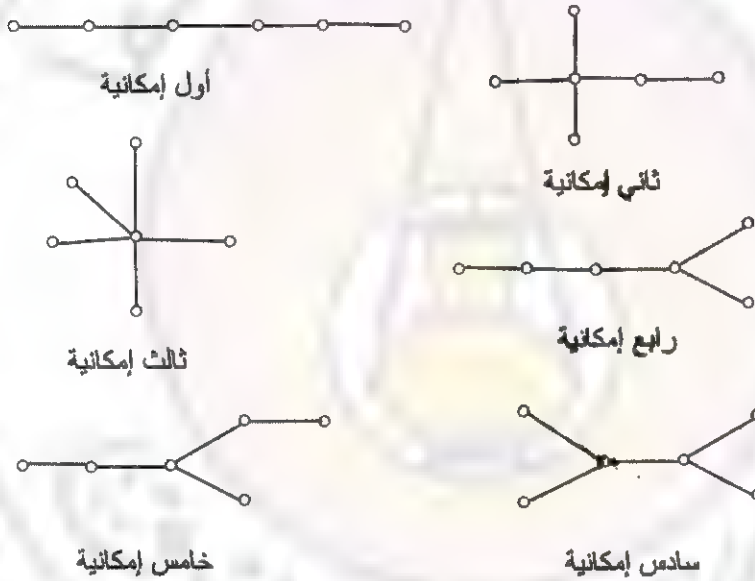 أول إمكانية
ثاني إمكانية
ثالث إمكانية
رابع إمكانية
خامس إمكانية
سادس إمكانية